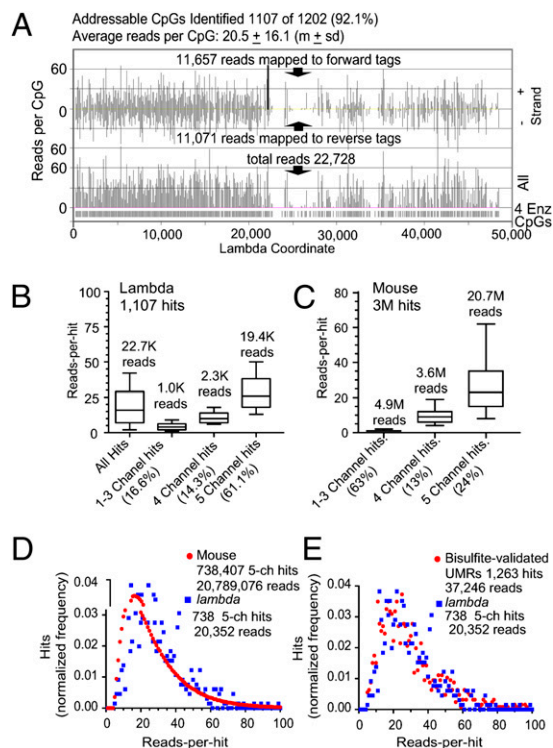 A
Addressable CpGs Identified 1107 of 1202 (92.1%)
Average reads per CpG: 20.5 ± 16.1 (m ± sd)
11,657 reads mapped to forward tags
60
0
Reads per CpG
+
-
Strand
11,071 reads mapped to reverse tags
total reads 22,728
60
60
0
All
4 Enz
CpGs
0 10,000 20,000 30,000 40,000 50,000
Lambda Coordinate
B
Lambda
1,107 hits
Reads-per-hit
100
75
50
25
0
22.7K
reads
1.0K
reads
2.3K
reads
19.4K
reads
All Hits
1-3 Channel hits
(16.6%)
4 Channel hits
(14.3%)
5 Channel hits
(61.1%)
C
Mouse
3M hits
Reads-per-hit
80
60
40
20
0
4.9M
reads
3.6M
reads
20.7M
reads
1-3 Channel hits.
(63%)
4 Channel hits.
(13%)
5 Channel hits.
(24%)
D
Mouse
738,407 5-ch hits
20,789,076 reads
lambda
738 5-ch hits
20,352 reads
Hits
(normalized frequency)
0.04
0.03
0.02
0.01
0.00
0 20 40 60 80 100
Reads-per-hit
E
Bisulfite-validated
UMRs 1,263 hits
37,246 reads
lambda
738 5-ch hits
20,352 reads
Hits
(normalized frequency)
0.04
0.03
0.02
0.01
0.00
0 20 40 60 80 100
Reads-per-hit